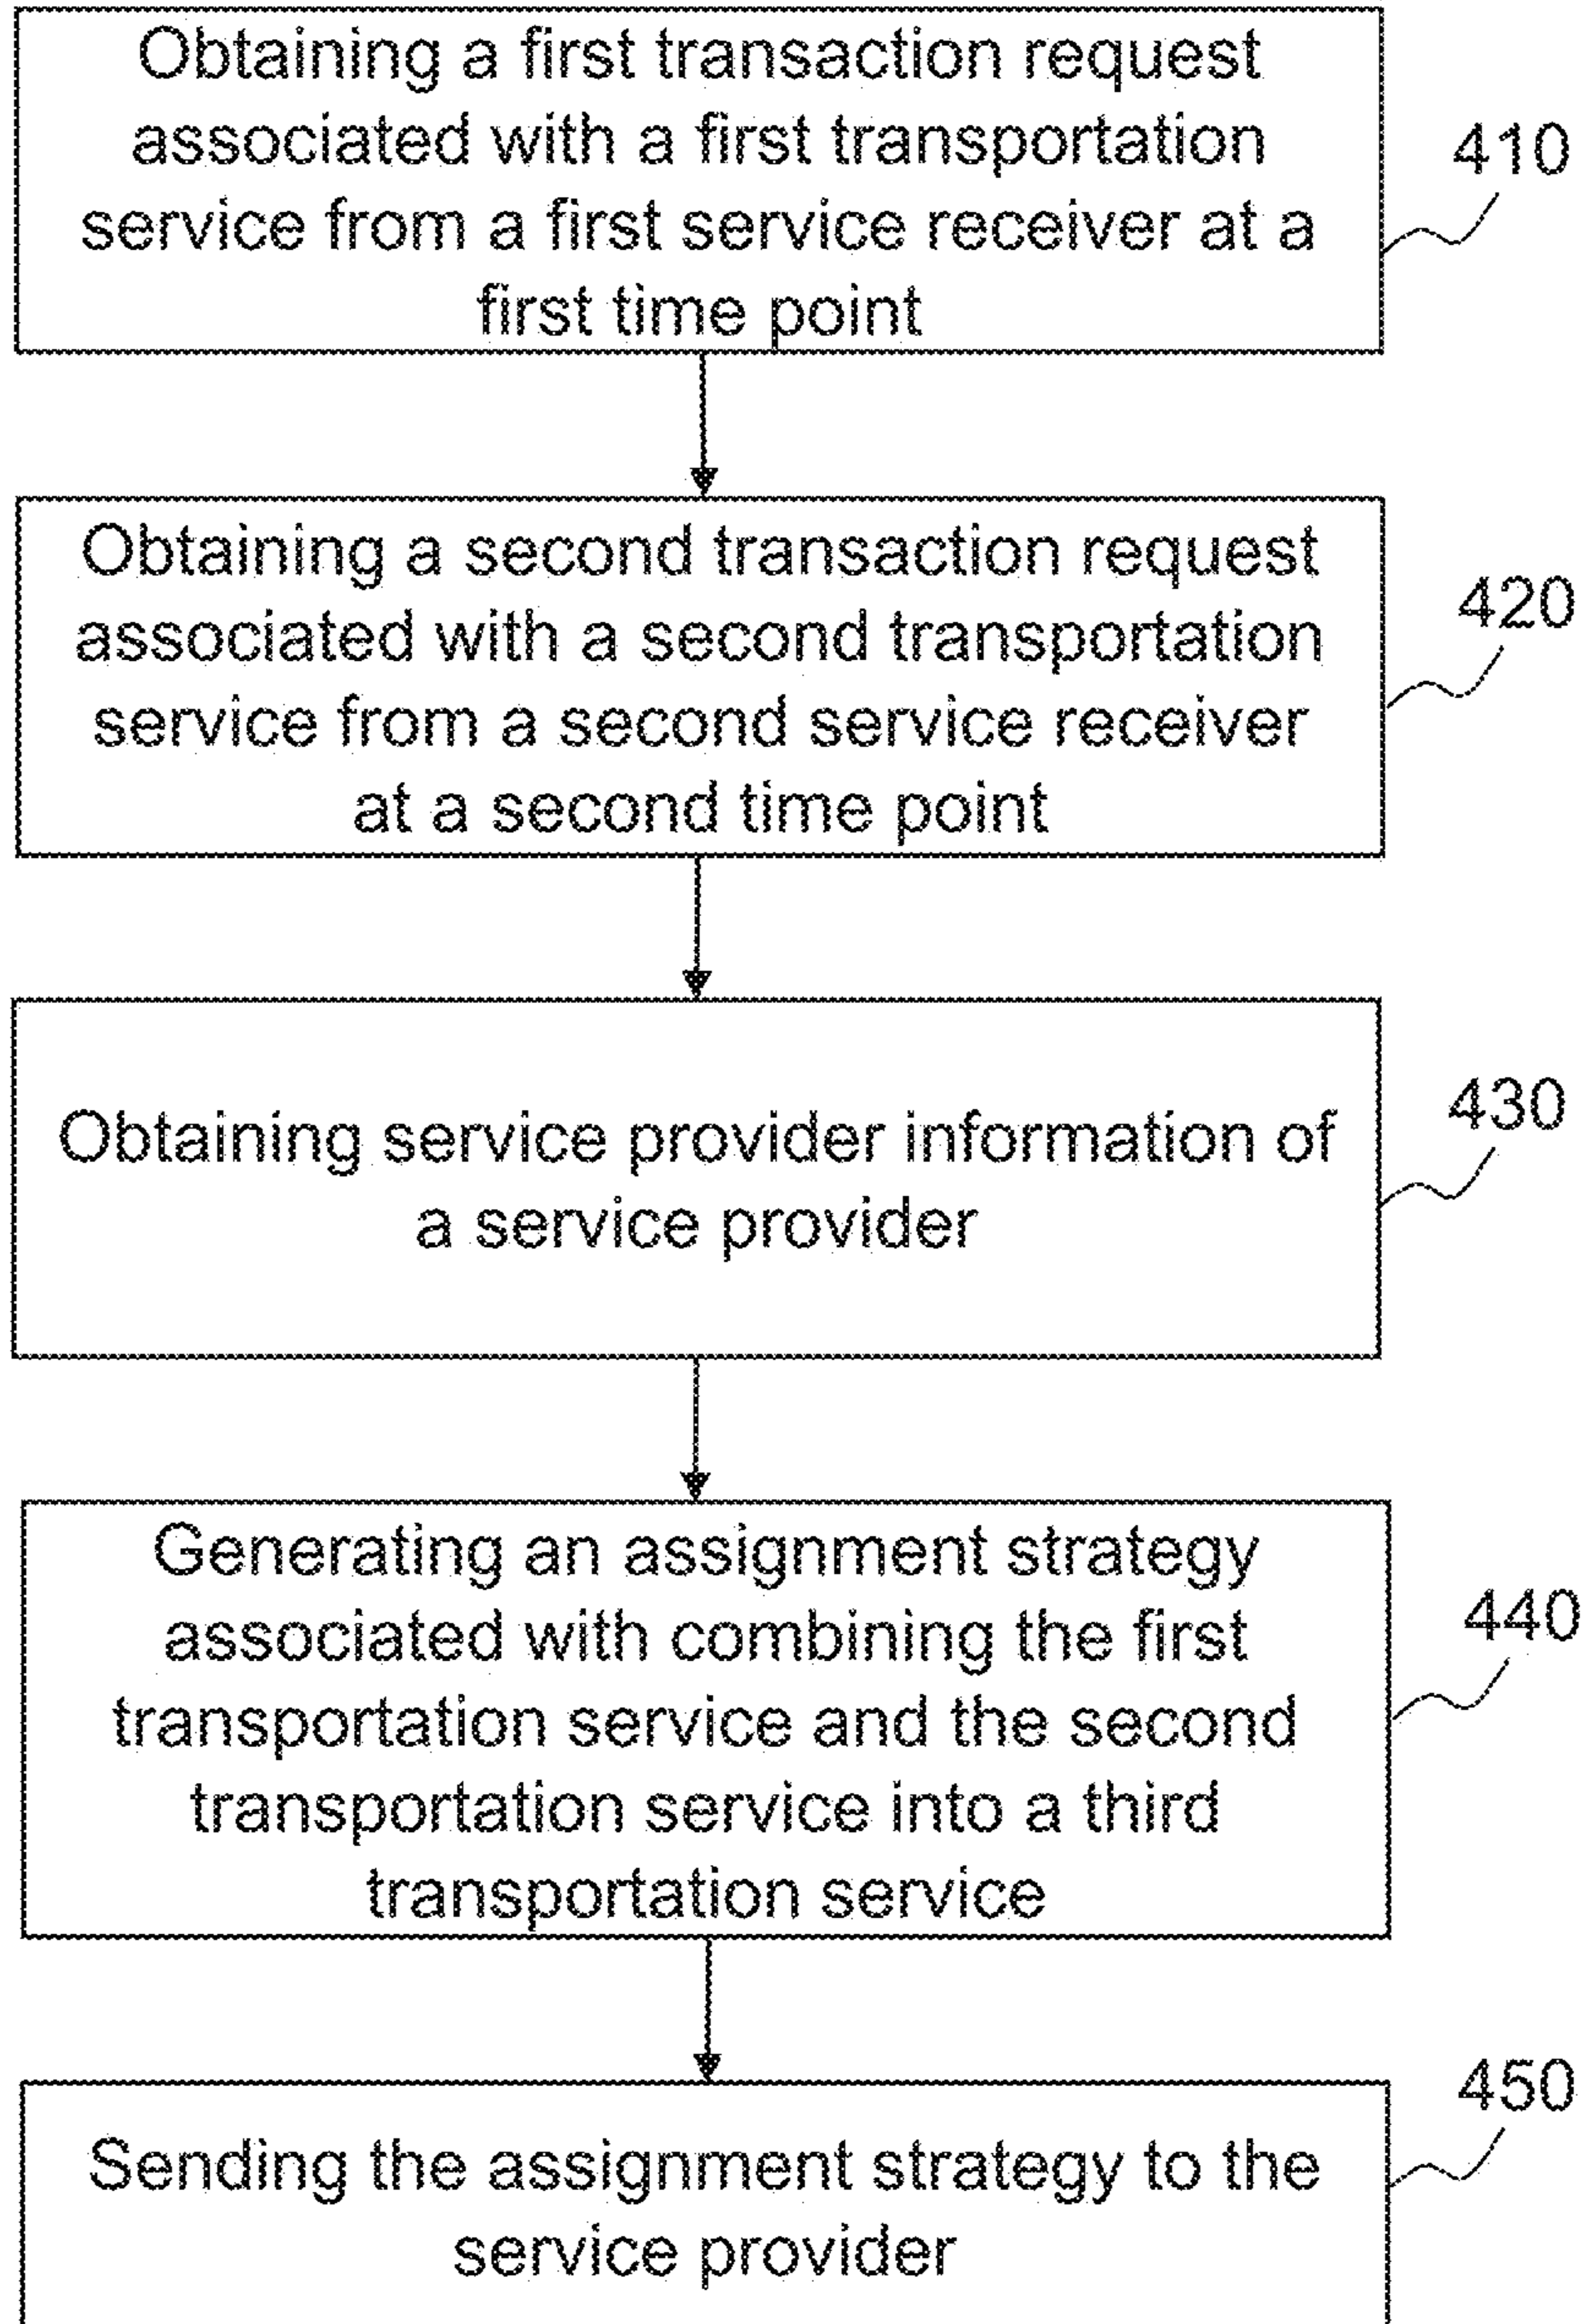 Obtaining a first transaction request
associated with a first transportation
service from a first service receiver at a
first time point
410
Obtaining a second transaction request
associated with a second transportation
service from a second service receiver
at a second time point
420
Obtaining service provider information of
a service provider
430
Generating an assignment strategy
associated with combining the first
transportation service and the second
transportation service into a third
transportation service
440
Sending the assignment strategy to the
service provider
450